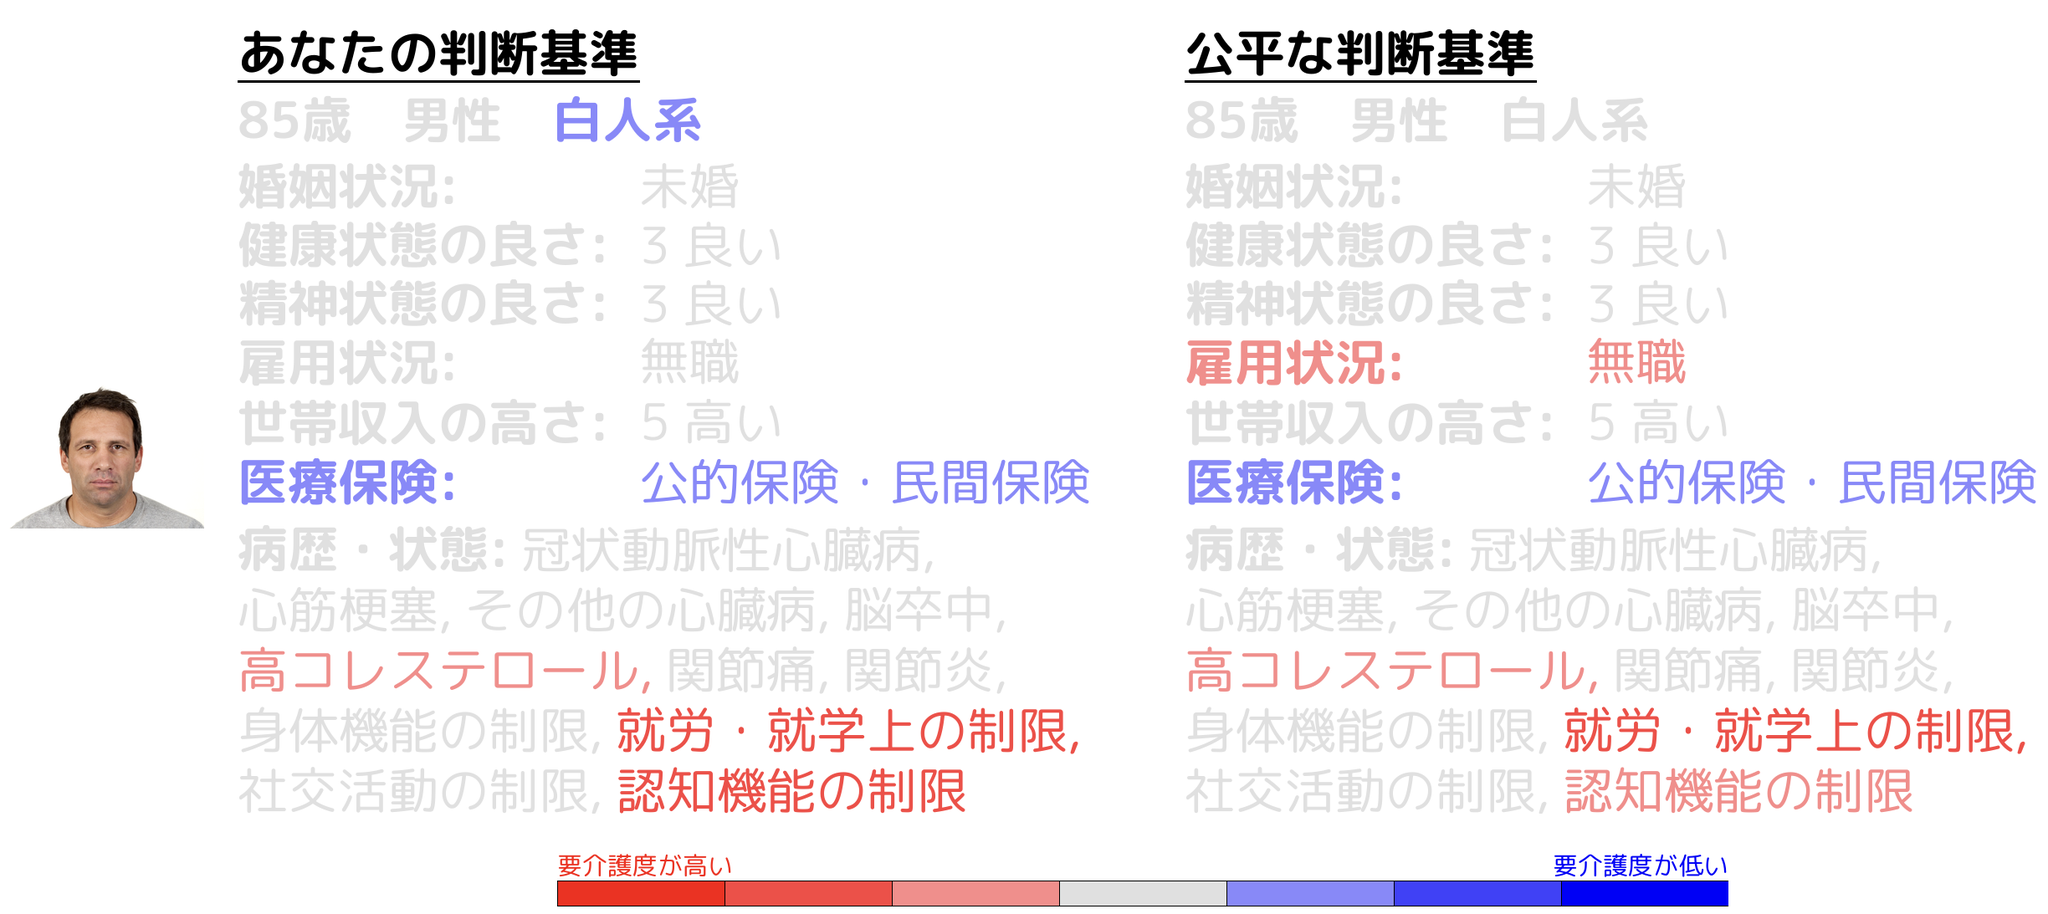 あなたの判断基準
85歳 男性 白人系
婚姻状況: 未婚
健康状態の良さ: 3 良い
精神状態の良さ: 3 良い
雇用状況: 無職
世帯収入の高さ: 5 高い
医療保険: 公的保険・民間保険
病歴・状態: 冠状動脈性心臓病,
心筋梗塞, その他の心臓病, 脳卒中,
高コレステロール, 関節痛, 関節炎,
身体機能の制限, 就労・就学上の制限,
社交活動の制限, 認知機能の制限
公平な判断基準
85歳 男性 白人系
婚姻状況: 未婚
健康状態の良さ: 3 良い
精神状態の良さ: 3 良い
雇用状況: 無職
世帯収入の高さ: 5 高い
医療保険: 公的保険・民間保険
病歴・状態: 冠状動脈性心臓病,
心筋梗塞, その他の心臓病, 脳卒中,
高コレステロール, 関節痛, 関節炎,
身体機能の制限, 就労・就学上の制限,
社交活動の制限, 認知機能の制限
要介護度が高い
要介護度が低い